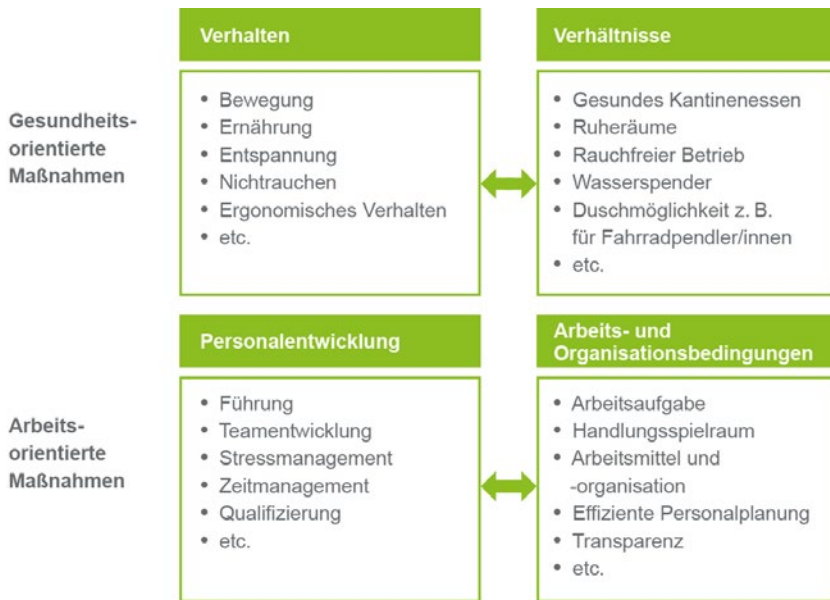 Verhalten
Verhältnisse
Gesundheits-
orientierte
Maßnahmen
• Bewegung
• Ernährung
• Entspannung
• Nichtrauchen
• Ergonomisches Verhalten
• etc.
• Gesundes Kantinenessen
• Ruheräume
• Rauchfreier Betrieb
• Wasserspender
• Duschmöglichkeit z. B.
für Fahrradpendler/innen
• etc.
Personalentwicklung
Arbeits- und
Organisationsbedingungen
Arbeits-
orientierte
Maßnahmen
• Führung
• Teamentwicklung
• Stressmanagement
• Zeitmanagement
• Qualifizierung
• etc.
• Arbeitsaufgabe
• Handlungsspielraum
• Arbeitsmittel und
-organisation
• Effiziente Personalplanung
• Transparenz
• etc.